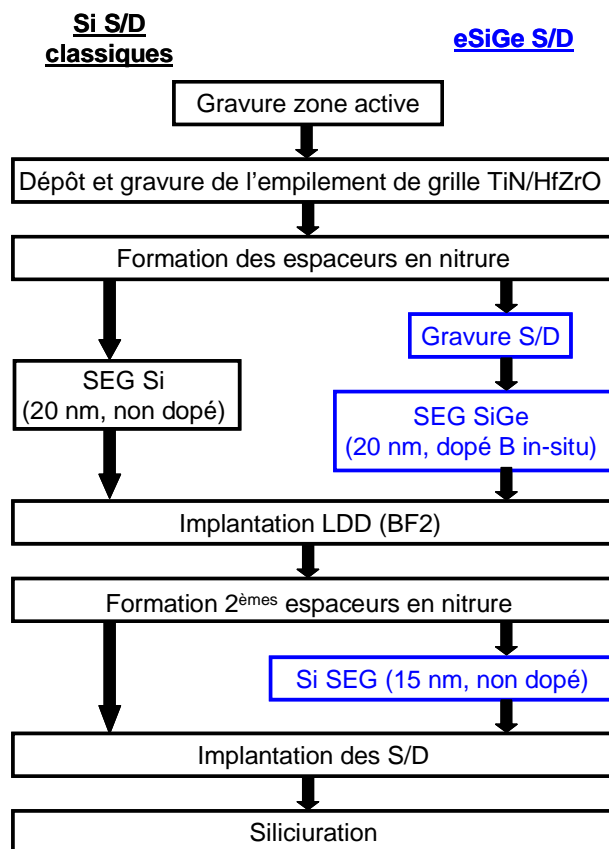 Si S/D
classiques
eSiGe S/D
Gravure zone active
Dépôt et gravure de l'empilement de grille TiN/HfZrO
Formation des espaceurs en nitrure
Gravure S/D
SEG Si
(20 nm, non dopé)
SEG SiGe
(20 nm, dopé B in-situ)
Implantation LDD (BF2)
Formation 2èmes espaceurs en nitrure
Si SEG (15 nm, non dopé)
Implantation des S/D
Siliciuration